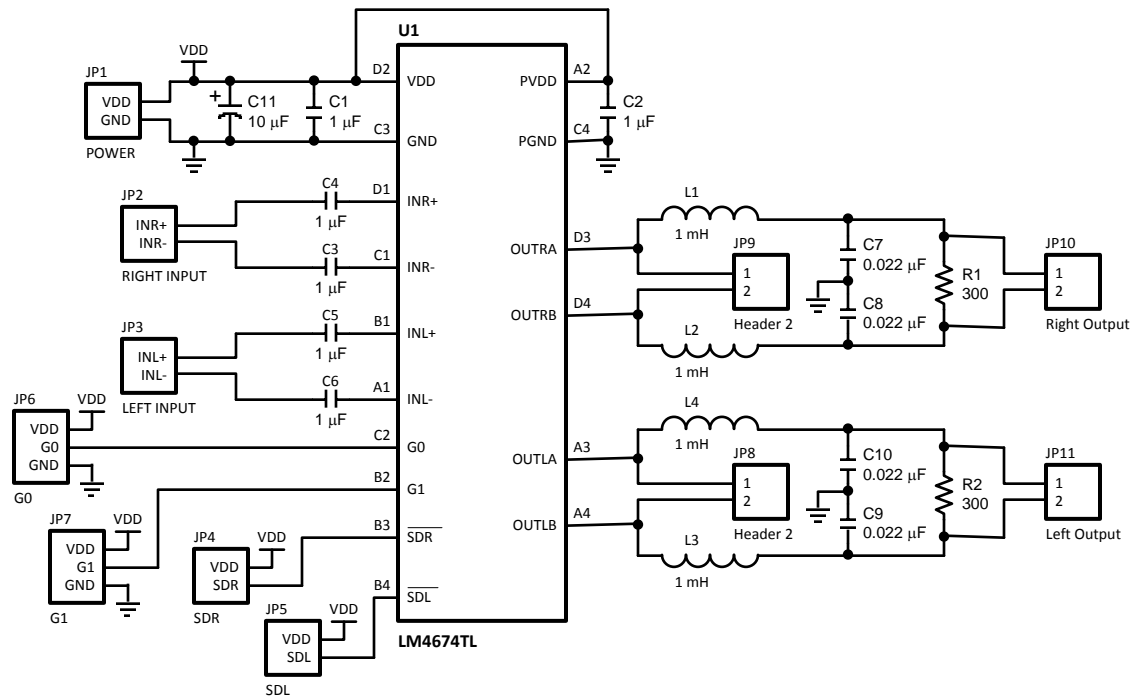 U1
VDD
JP1
VDD
GND
POWER
C11
10 μF
C1
1 μF
D2
VDD
C3
GND
PVDD
A2
C2
1 μF
PGND
C4
JP2
INR+
INR-
RIGHT INPUT
C4
1 μF
D1
INR+
C3
1 μF
C1
INR-
JP3
INL+
INL-
LEFT INPUT
C5
1 μF
B1
INL+
C6
1 μF
A1
INL-
JP6
VDD
VDD
G0
GND
G0
C2
G0
JP7
VDD
VDD
G1
GND
G1
B2
G1
JP4
VDD
VDD
SDR
SDR
B3
SDR
JP5
VDD
VDD
SDL
SDL
B4
SDL
LM4674TL
OUTRA
D3
OUTRB
D4
L1
1 mH
JP9
1
2
Header 2
L2
1 mH
C7
0.022 μF
C8
0.022 μF
R1
300
JP10
1
2
Right Output
OUTLA
A3
OUTLB
A4
L4
1 mH
JP8
1
2
Header 2
L3
1 mH
C10
0.022 μF
C9
0.022 μF
R2
300
JP11
1
2
Left Output